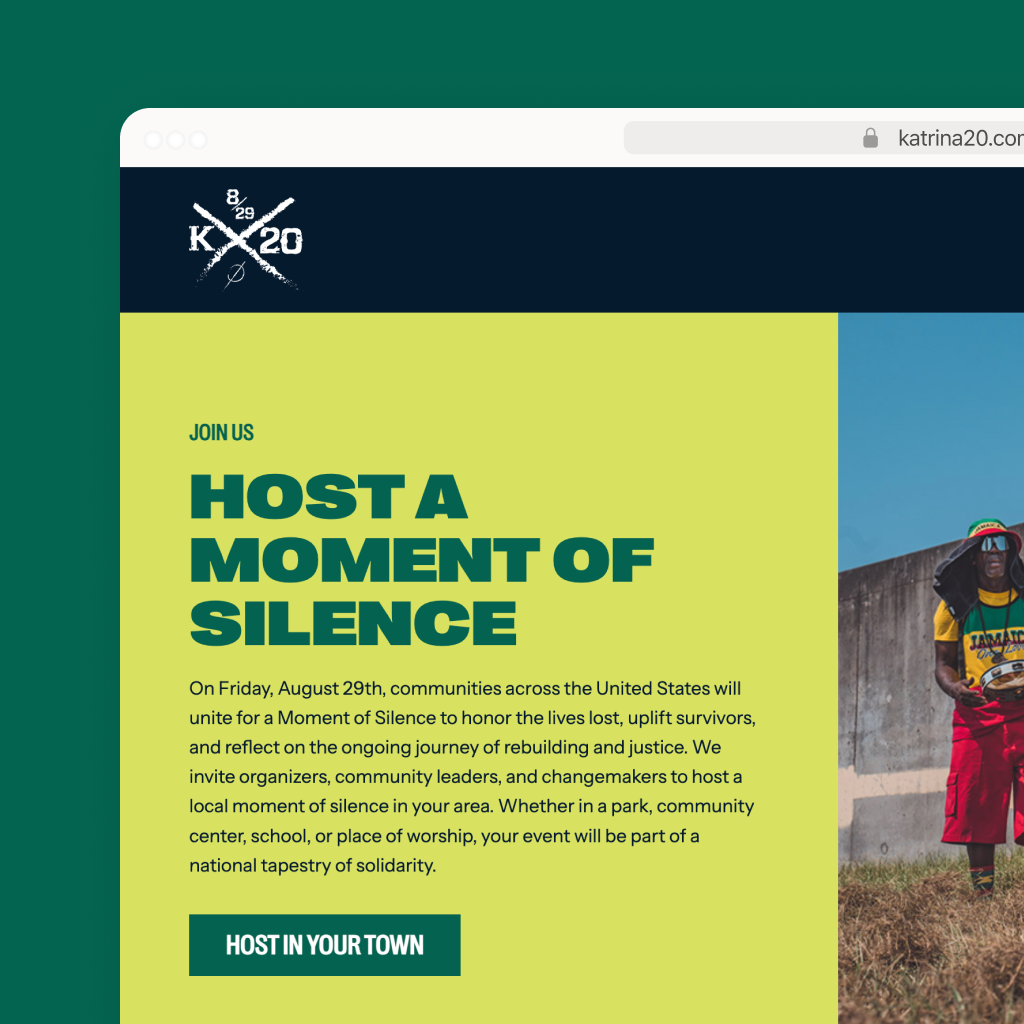 katrina20.com
8/29
K 20
JOIN US
HOST A
MOMENT OF
SILENCE
On Friday, August 29th, communities across the United States will
unite for a Moment of Silence to honor the lives lost, uplift survivors,
and reflect on the ongoing journey of rebuilding and justice. We
invite organizers, community leaders, and changemakers to host a
local moment of silence in your area. Whether in a park, community
center, school, or place of worship, your event will be part of a
national tapestry of solidarity.
HOST IN YOUR TOWN
JAMAICA